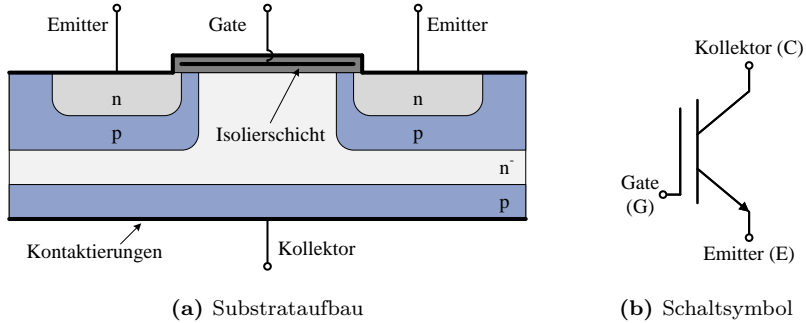 Emitter
Gate
Emitter
n
n
p
p
Isolierschicht
n-
p
Kontaktierungen
Kollektor
(a) Substrataufbau
Kollektor (C)
Gate
(G)
Emitter (E)
(b) Schaltsymbol